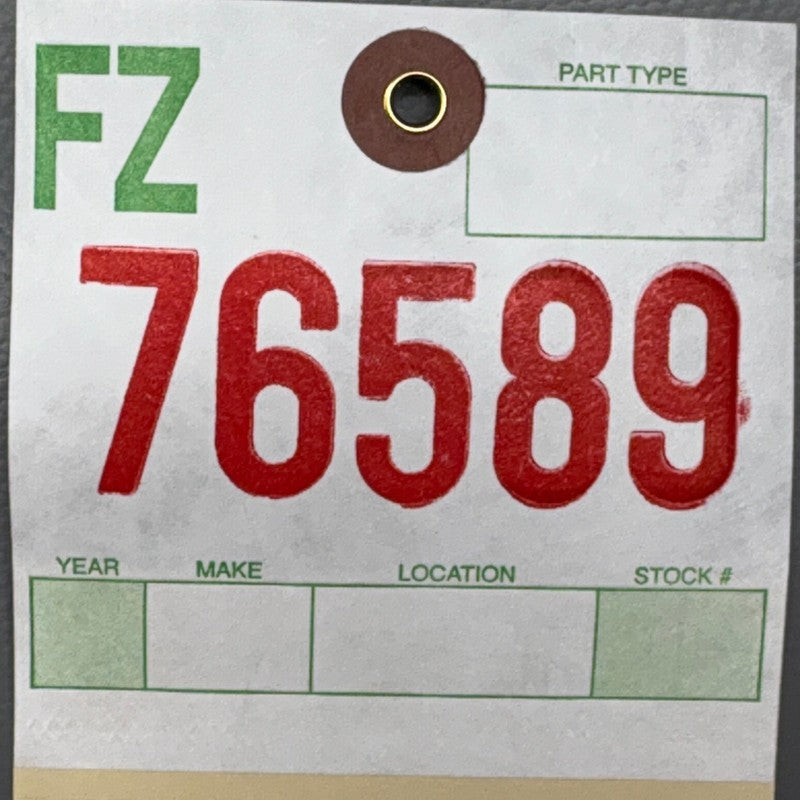 FZ
PART TYPE
76589
YEAR MAKE LOCATION STOCK #